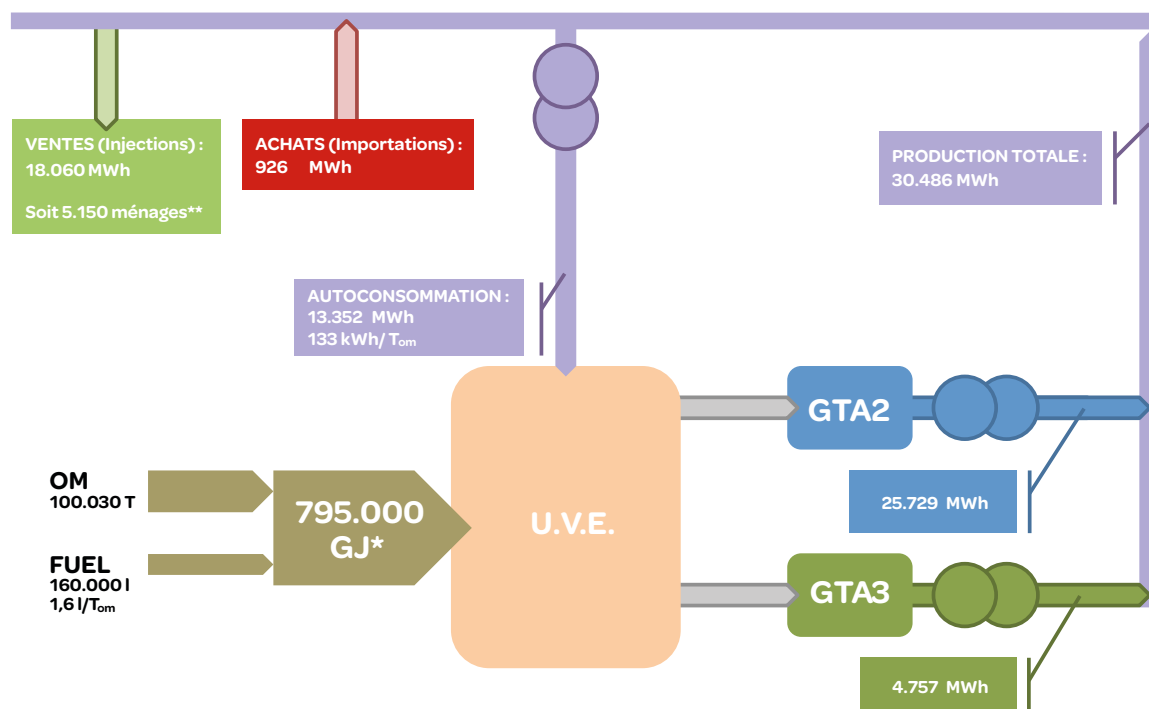 VENTES (Injections) :
18.060 MWh
Soit 5.150 ménages**
ACHATS (Importations) :
926 MWh
PRODUCTION TOTALE :
30.486 MWh
AUTOCONSOMMATION :
13.352 MWh
133 kWh/ Tom
GTA2
OM
100.030 T
795.000
GJ*
U.V.E.
25.729 MWh
FUEL
160.000 l
1,6 l/Tom
GTA3
4.757 MWh